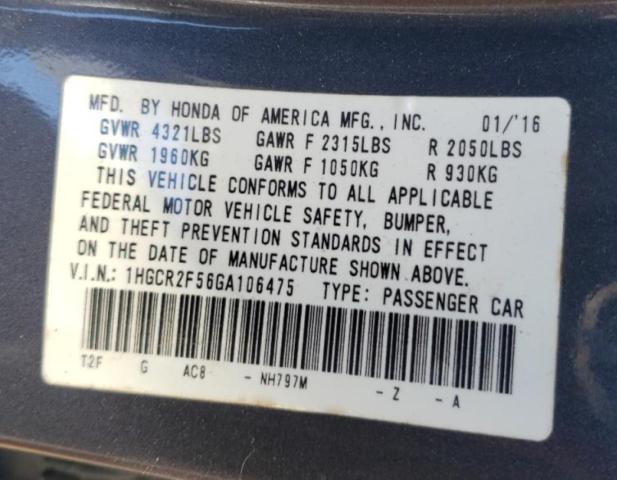 MFD. BY HONDA OF AMERICA MFG., INC. 01/'16
GVWR 4321LBS GAWR F 2315LBS R 2050LBS
GVWR 1960KG GAWR F 1050KG R 930KG
THIS VEHICLE CONFORMS TO ALL APPLICABLE
FEDERAL MOTOR VEHICLE SAFETY, BUMPER,
AND THEFT PREVENTION STANDARDS IN EFFECT
ON THE DATE OF MANUFACTURE SHOWN ABOVE.
V.I.N.: 1HGCR2F56GA106475 TYPE: PASSENGER CAR
T2F G AC8 - NH797M - Z - A